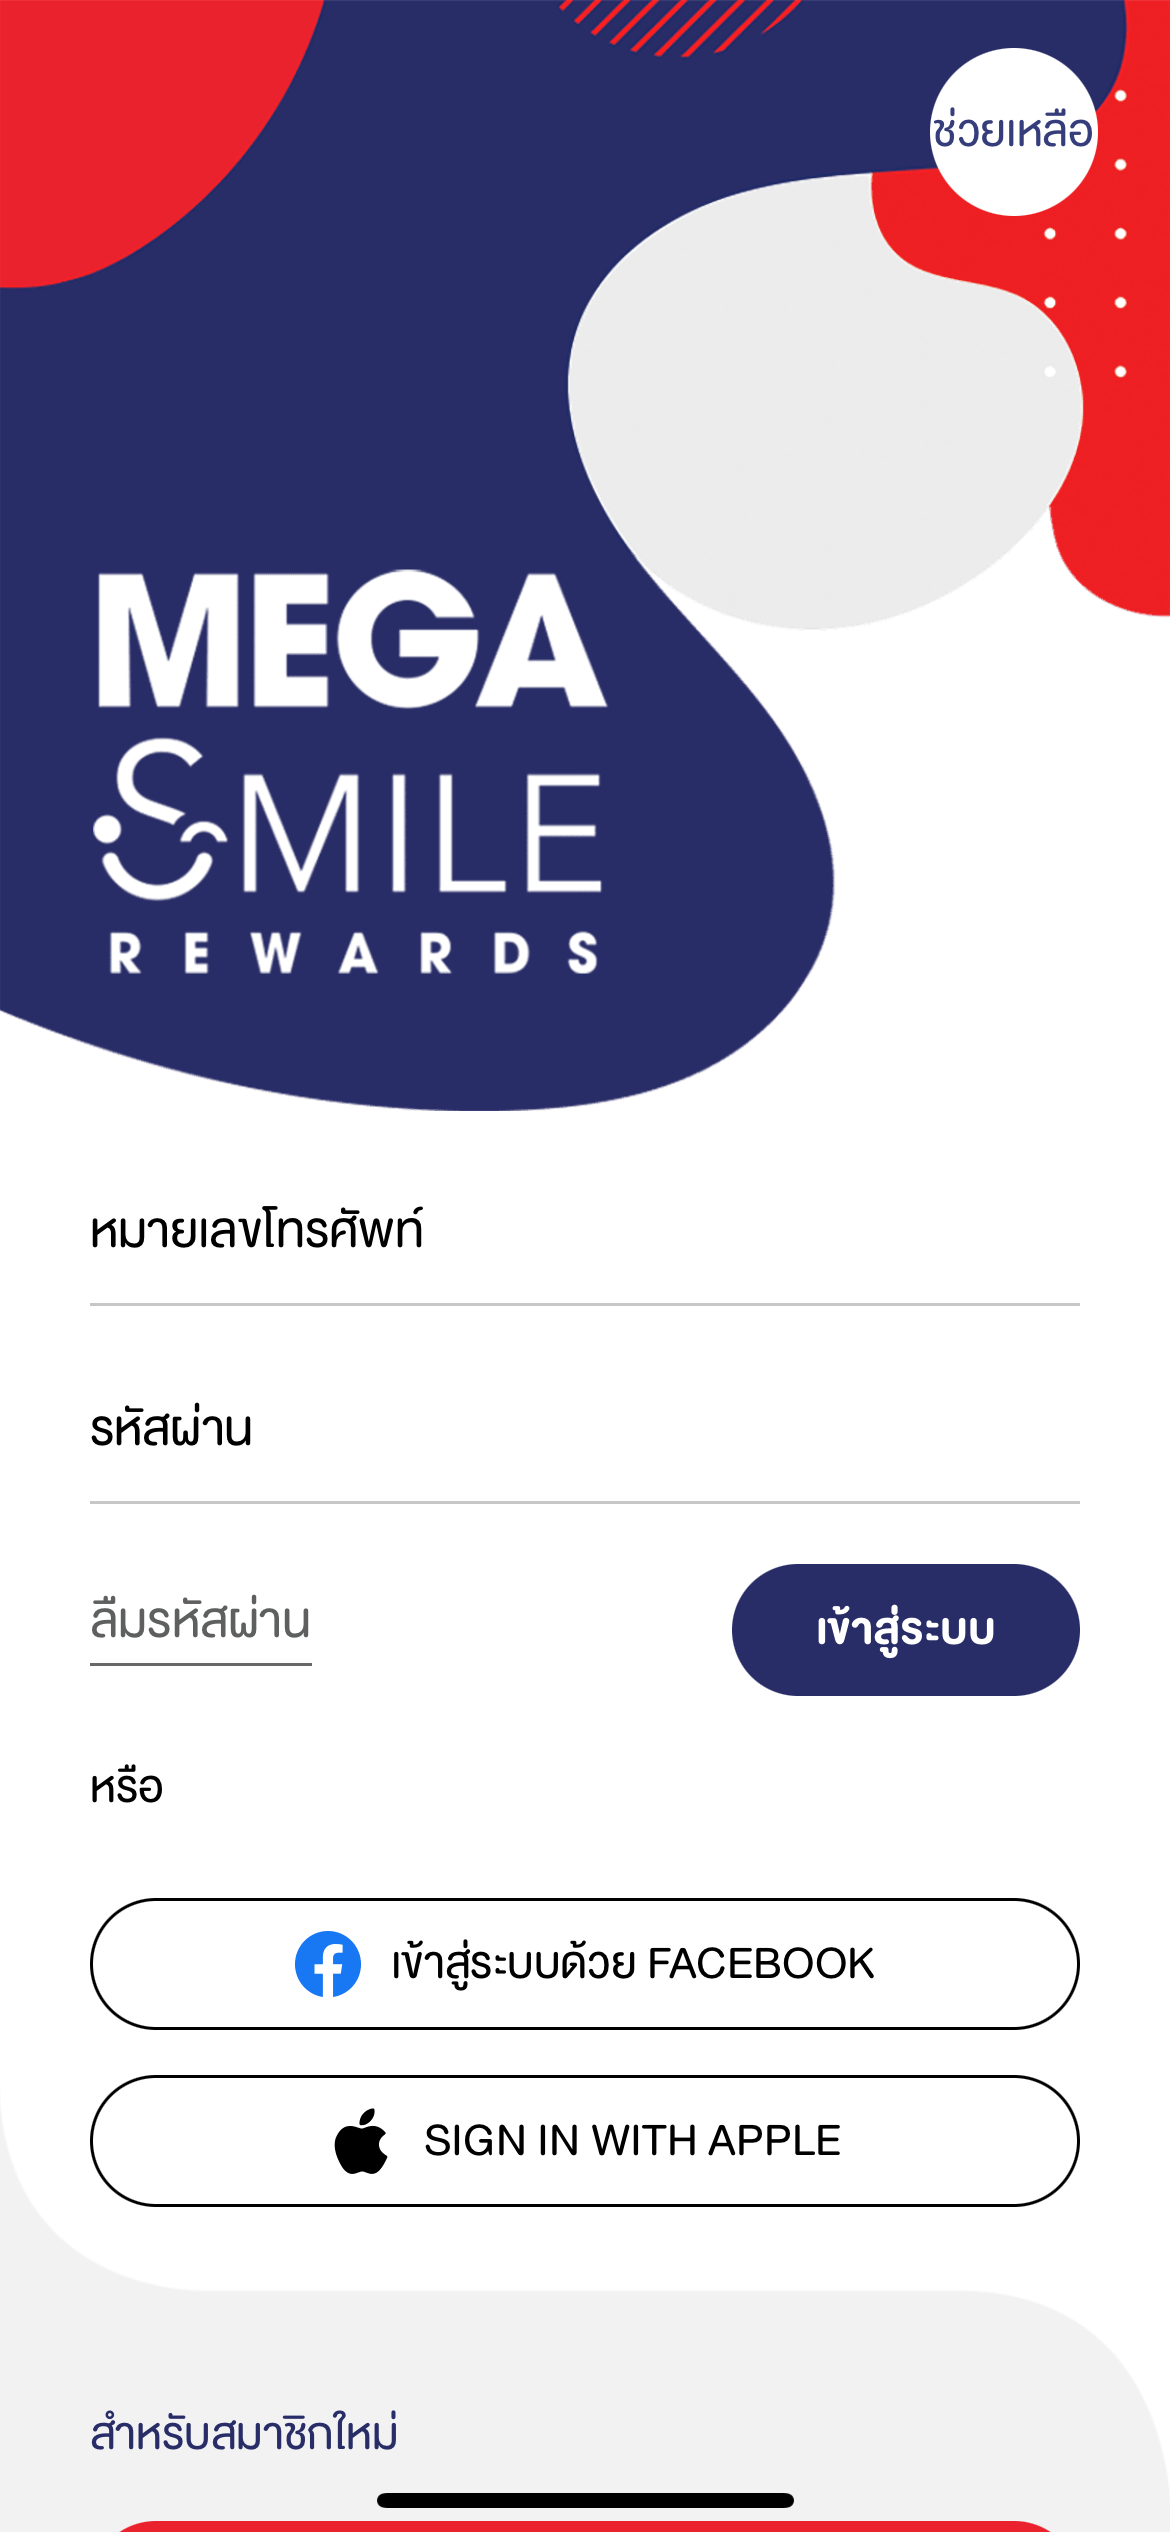 ช่วยเหลือ
MEGA
SMILE
REWARDS
หมายเลขโทรศัพท์
รหัสผ่าน
ลืมรหัสผ่าน
เข้าสู่ระบบ
หรือ
เข้าสู่ระบบด้วย FACEBOOK
SIGN IN WITH APPLE
สำหรับสมาชิกใหม่